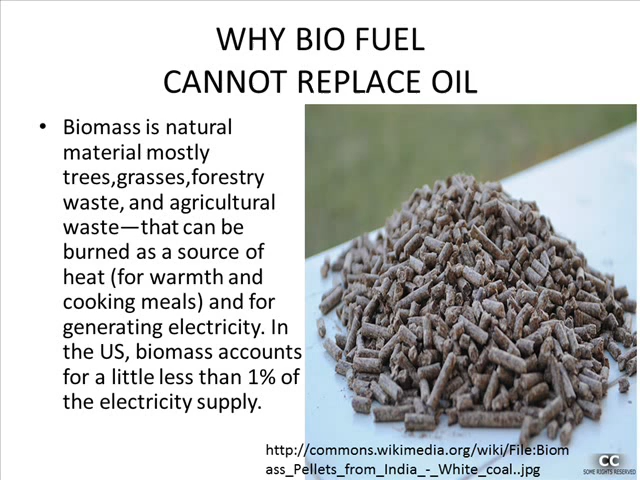 WHY BIO FUEL
CANNOT REPLACE OIL
• Biomass is natural
material mostly
trees,grasses,forestry
waste, and agricultural
waste—that can be
burned as a source of
heat (for warmth and
cooking meals) and for
generating electricity. In
the US, biomass accounts
for a little less than 1% of
the electricity supply.
http://commons.wikimedia.org/wiki/File:Biom
ass_Pellets_from_India_-_White_coal..jpg
CC
SOME RIGHTS RESERVED